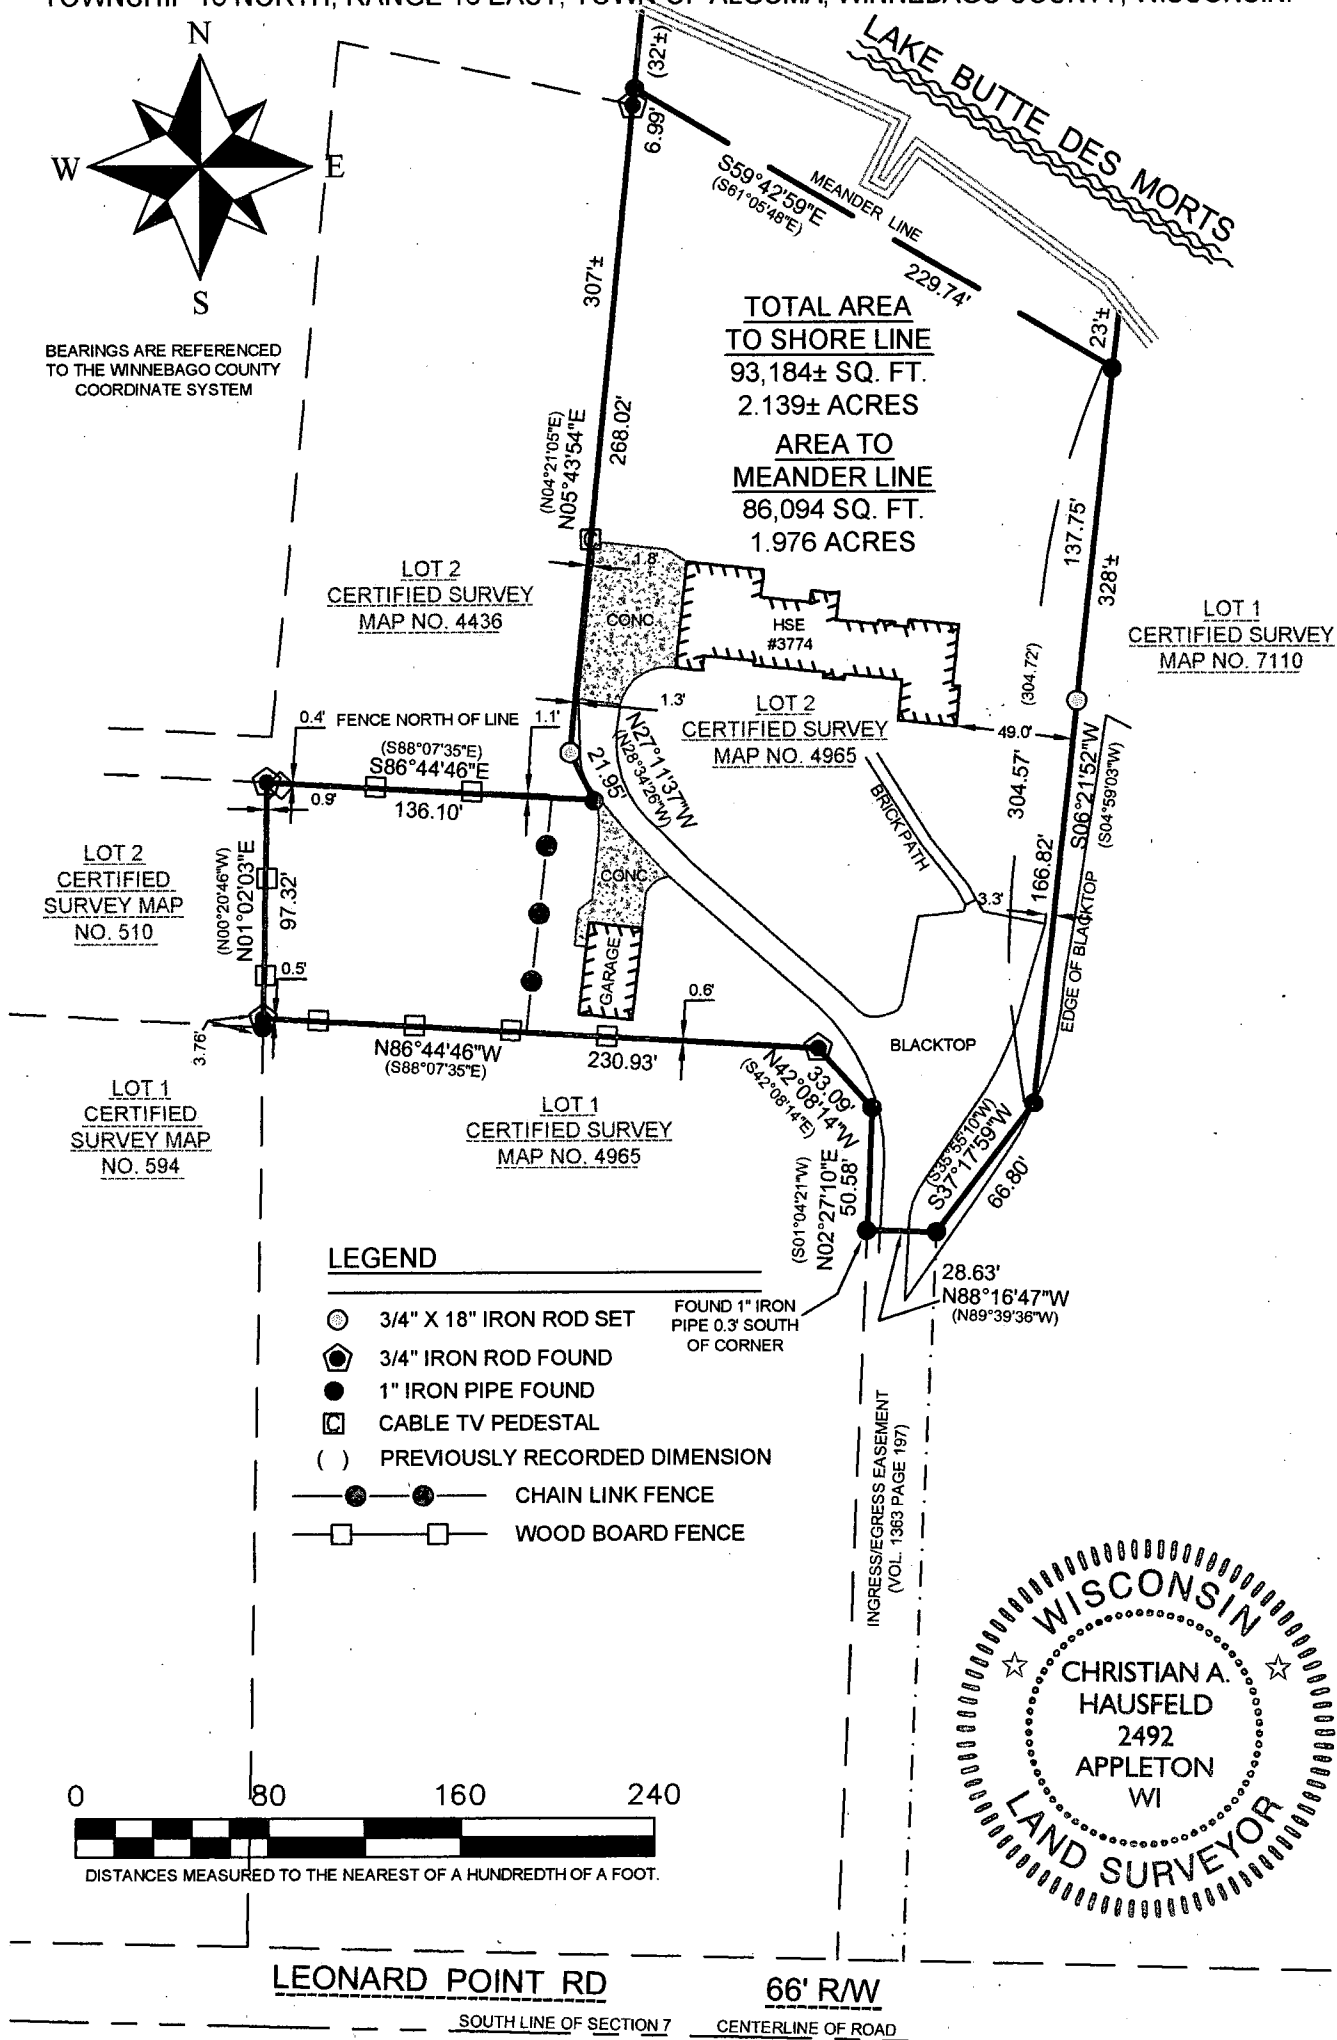 N
W
E
S
BEARINGS ARE REFERENCED
TO THE WINNEBAGO COUNTY
COORDINATE SYSTEM
LAKE BUTTE DES MORTS
(32'±)
6.99'
S59°42'59"E
(S61°05'48"E)
MEANDER LINE
229.74'
23'±
307'±
268.02'
(N04°21'05"E)
N05°43'54"E
TOTAL AREA
TO SHORE LINE
93,184± SQ. FT.
2.139± ACRES
AREA TO
MEANDER LINE
86,094 SQ. FT.
1.976 ACRES
137.75'
328'±
(304.72')
LOT 2
CERTIFIED SURVEY
MAP NO. 4436
C
1.8'
CONC.
HSE
#3774
LOT 1
CERTIFIED SURVEY
MAP NO. 7110
0.4'
FENCE NORTH OF LINE
1.1'
1.3'
(S88°07'35"E)
S86°44'46"E
136.10'
N27°11'37"W
(N28°34'26"W)
21.95'
LOT 2
CERTIFIED SURVEY
MAP NO. 4965
49.0'
304.57'
S06°21'52"W
(S04°59'03"W)
BRICK PATH
166.82'
3.3'
EDGE OF BLACKTOP
0.9'
LOT 2
CERTIFIED
SURVEY MAP
NO. 510
(N00°20'46"W)
N01°02'03"E
97.32'
CONC.
GARAGE
0.5'
3.76'
0.6'
N86°44'46"W
(S88°07'35"E)
230.93'
BLACKTOP
33.09'
N42°08'14"W
(S42°08'14"E)
LOT 1
CERTIFIED
SURVEY MAP
NO. 594
LOT 1
CERTIFIED SURVEY
MAP NO. 4965
(S01°04'21"W)
N02°27'10"E
50.58'
(S35°55'10"W)
S37°17'59"W
66.80'
28.63'
N88°16'47"W
(N89°39'36"W)
FOUND 1" IRON
PIPE 0.3' SOUTH
OF CORNER
LEGEND
3/4" X 18" IRON ROD SET
3/4" IRON ROD FOUND
1" IRON PIPE FOUND
C CABLE TV PEDESTAL
( ) PREVIOUSLY RECORDED DIMENSION
CHAIN LINK FENCE
WOOD BOARD FENCE
INGRESS/EGRESS EASEMENT
(VOL. 1363 PAGE 197)
WISCONSIN
CHRISTIAN A.
HAUSFELD
2492
APPLETON
WI
LAND SURVEYOR
0 80 160 240
DISTANCES MEASURED TO THE NEAREST OF A HUNDREDTH OF A FOOT.
LEONARD POINT RD 66' R/W
SOUTH LINE OF SECTION 7 CENTERLINE OF ROAD